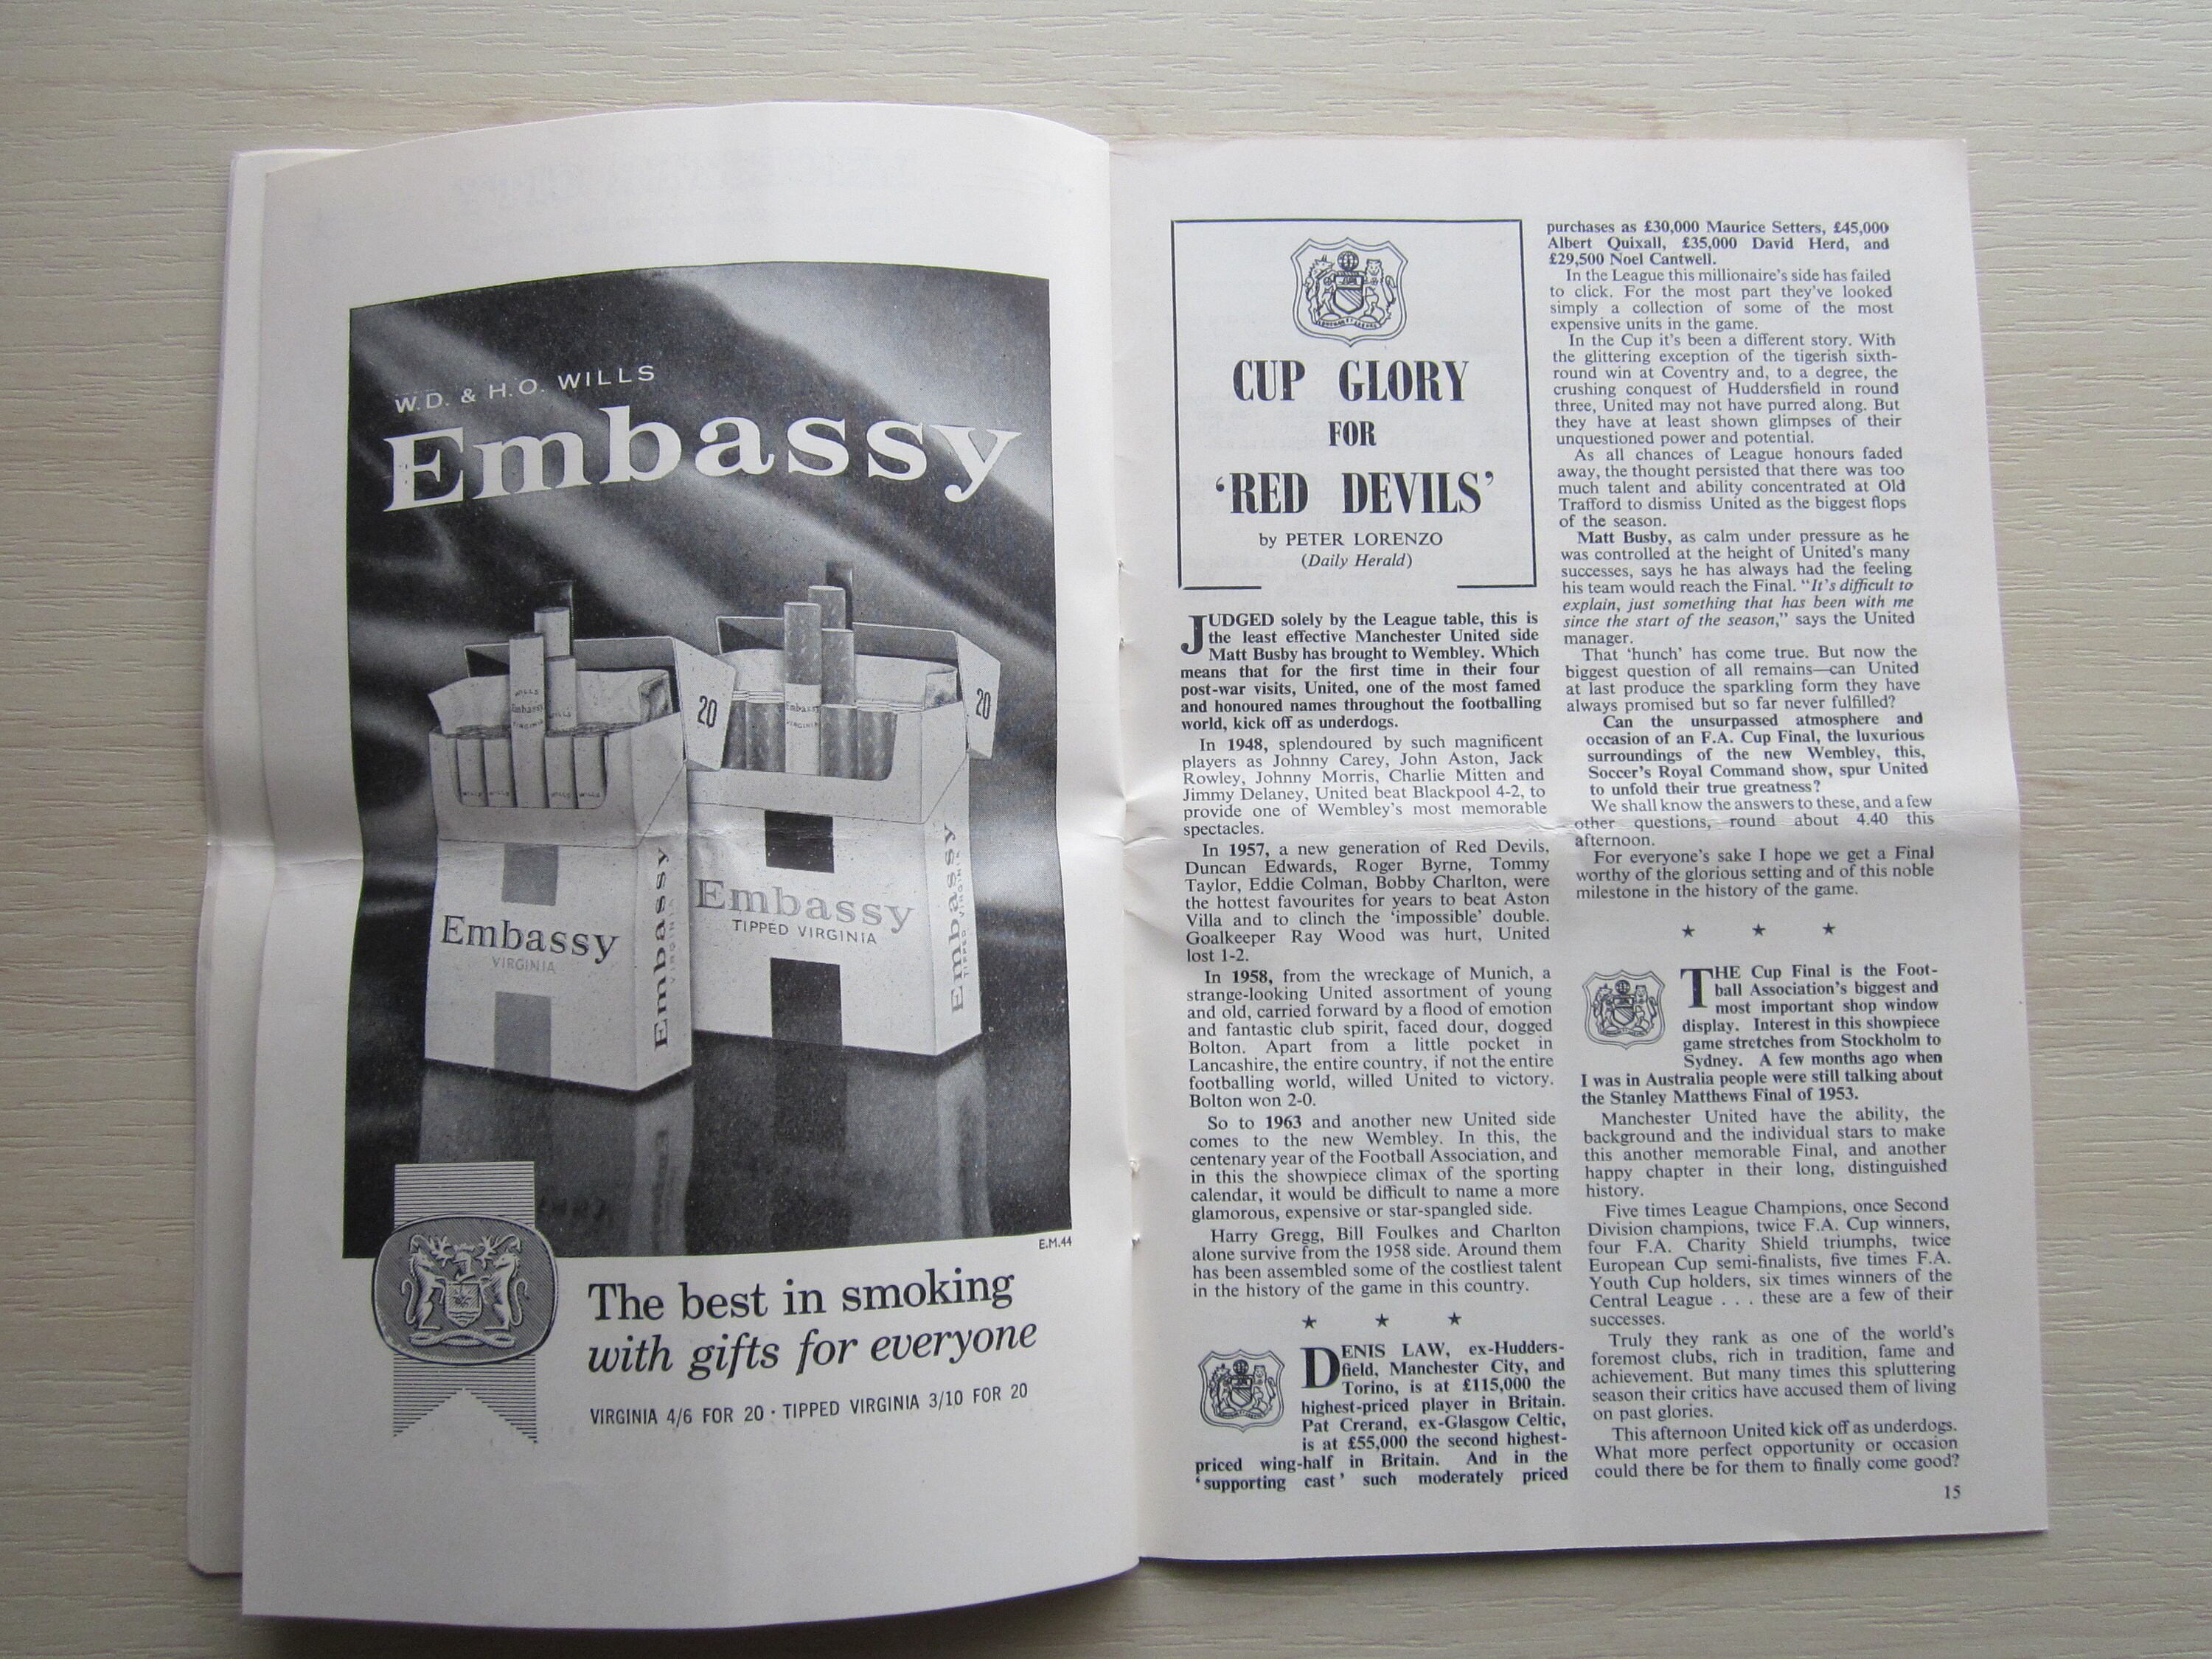 W.D. & H.O. WILLS
Embassy
20
20
WILLS
Embassy
VIRGINIA
WILLS
Embassy
VIRGINIA
WILLS
WILLS
WILLS
Embassy
VIRGINIA
Embassy
VIRGINIA
Embassy
TIPPED VIRGINIA
Embassy
TIPPED VIRGINIA
E.M.44
The best in smoking
with gifts for everyone
VIRGINIA 4/6 FOR 20 · TIPPED VIRGINIA 3/10 FOR 20
CUP GLORY
FOR
‘RED DEVILS’
by PETER LORENZO
(Daily Herald)
JUDGED solely by the League table, this is
the least effective Manchester United side
Matt Busby has brought to Wembley. Which
means that for the first time in their four
post-war visits, United, one of the most famed
and honoured names throughout the footballing
world, kick off as underdogs.
In 1948, splendoured by such magnificent
players as Johnny Carey, John Aston, Jack
Rowley, Johnny Morris, Charlie Mitten and
Jimmy Delaney, United beat Blackpool 4-2, to
provide one of Wembley's most memorable
spectacles.
In 1957, a new generation of Red Devils,
Duncan Edwards, Roger Byrne, Tommy
Taylor, Eddie Colman, Bobby Charlton, were
the hottest favourites for years to beat Aston
Villa and to clinch the ‘impossible’ double.
Goalkeeper Ray Wood was hurt, United
lost 1-2.
In 1958, from the wreckage of Munich, a
strange-looking United assortment of young
and old, carried forward by a flood of emotion
and fantastic club spirit, faced dour, dogged
Bolton. Apart from a little pocket in
Lancashire, the entire country, if not the entire
footballing world, willed United to victory.
Bolton won 2-0.
So to 1963 and another new United side
comes to the new Wembley. In this, the
centenary year of the Football Association, and
in this the showpiece climax of the sporting
calendar, it would be difficult to name a more
glamorous, expensive or star-spangled side.
Harry Gregg, Bill Foulkes and Charlton
alone survive from the 1958 side. Around them
has been assembled some of the costliest talent
in the history of the game in this country.
★ ★ ★
DENIS LAW, ex-Hudders-
field, Manchester City, and
Torino, is at £115,000 the
highest-priced player in Britain.
Pat Crerand, ex-Glasgow Celtic,
is at £55,000 the second highest-
priced wing-half in Britain. And in the
‘supporting cast’ such moderately priced
purchases as £30,000 Maurice Setters, £45,000
Albert Quixall, £35,000 David Herd, and
£29,500 Noel Cantwell.
In the League this millionaire's side has failed
to click. For the most part they've looked
simply a collection of some of the most
expensive units in the game.
In the Cup it's been a different story. With
the glittering exception of the tigerish sixth-
round win at Coventry and, to a degree, the
crushing conquest of Huddersfield in round
three, United may not have purred along. But
they have at least shown glimpses of their
unquestioned power and potential.
As all chances of League honours faded
away, the thought persisted that there was too
much talent and ability concentrated at Old
Trafford to dismiss United as the biggest flops
of the season.
Matt Busby, as calm under pressure as he
was controlled at the height of United's many
successes, says he has always had the feeling
his team would reach the Final. “It's difficult to
explain, just something that has been with me
since the start of the season,” says the United
manager.
That ‘hunch’ has come true. But now the
biggest question of all remains—can United
at last produce the sparkling form they have
always promised but so far never fulfilled?
Can the unsurpassed atmosphere and
occasion of an F.A. Cup Final, the luxurious
surroundings of the new Wembley, this,
Soccer's Royal Command show, spur United
to unfold their true greatness?
We shall know the answers to these, and a few
other questions, round about 4.40 this
afternoon.
For everyone's sake I hope we get a Final
worthy of the glorious setting and of this noble
milestone in the history of the game.
★ ★ ★
THE Cup Final is the Foot-
ball Association's biggest and
most important shop window
display. Interest in this showpiece
game stretches from Stockholm to
Sydney. A few months ago when
I was in Australia people were still talking about
the Stanley Matthews Final of 1953.
Manchester United have the ability, the
background and the individual stars to make
this another memorable Final, and another
happy chapter in their long, distinguished
history.
Five times League Champions, once Second
Division champions, twice F.A. Cup winners,
four F.A. Charity Shield triumphs, twice
European Cup semi-finalists, five times F.A.
Youth Cup holders, six times winners of the
Central League . . . these are a few of their
successes.
Truly they rank as one of the world's
foremost clubs, rich in tradition, fame and
achievement. But many times this spluttering
season their critics have accused them of living
on past glories.
This afternoon United kick off as underdogs.
What more perfect opportunity or occasion
could there be for them to finally come good?
15